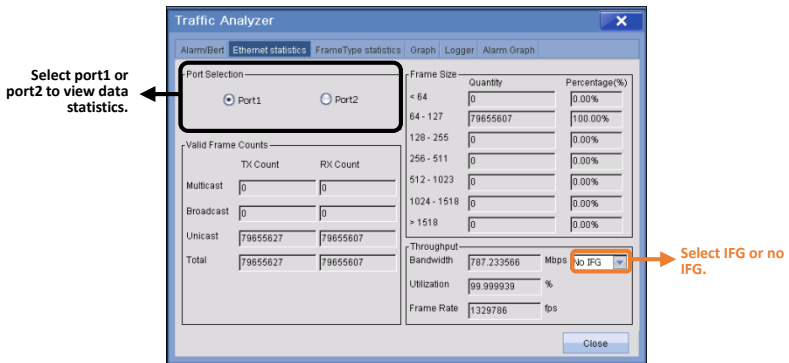 Traffic Analyzer
X
Alarm/Bert Ethernet statistics FrameType statistics Graph Logger Alarm Graph
Select port1 or
port2 to view data
statistics.
Port Selection
Port1 Port2
Valid Frame Counts
TX Count RX Count
Multicast 0 0
Broadcast 0 0
Unicast 79655627 79655607
Total 79655627 79655607
Frame Size
Quantity Percentage(%)
< 64 0 0.00%
64 - 127 79655607 100.00%
128 - 255 0 0.00%
256 - 511 0 0.00%
512 - 1023 0 0.00%
1024 - 1518 0 0.00%
> 1518 0 0.00%
Throughput
Bandwidth 787.233566 Mbps No IFG
Utilization 99.999939 %
Frame Rate 1329786 fps
Select IFG or no
IFG.
Close